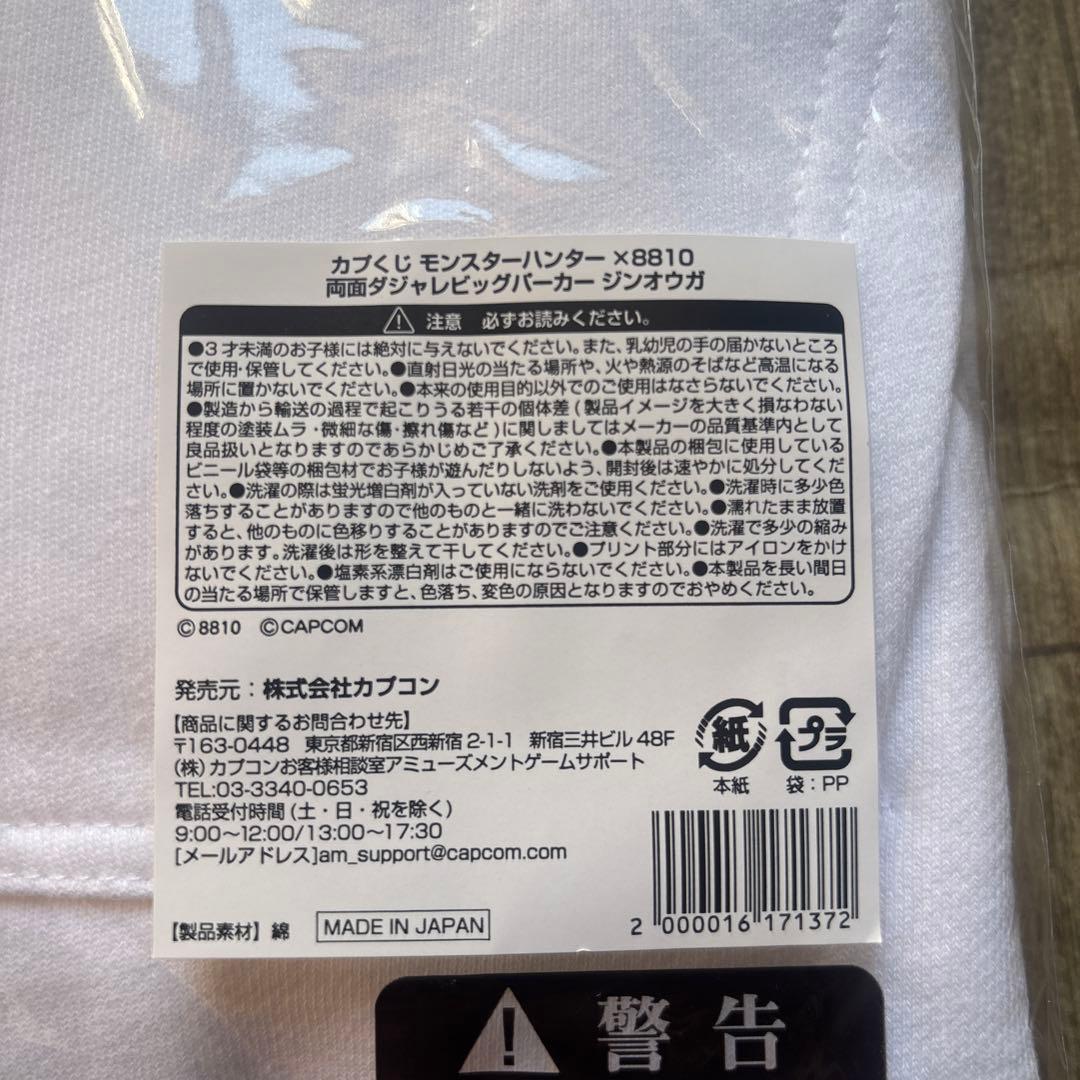 カプくじ モンスターハンター ×8810
両面ダジャレビッグパーカー ジンオウガ
注意　必ずお読みください。
●3才未満のお子様には絶対に与えないでください。また、乳幼児の手の届かないところ
で使用・保管してください。●直射日光の当たる場所や、火や熱源のそばなど高温になる
場所に置かないでください。●本来の使用目的以外でのご使用はなさらないでください。
●製造から輸送の過程で起こりうる若干の個体差(製品イメージを大きく損なわない
程度の塗装ムラ・微細な傷・擦れ傷など)に関しましてはメーカーの品質基準内として
良品扱いとなりますのであらかじめご了承ください。●本製品の梱包に使用している
ビニール袋等の梱包材でお子様が遊んだりしないよう、開封後は速やかに処分してくだ
さい。●洗濯の際は蛍光増白剤が入っていない洗剤をご使用ください。●洗濯時に多少色
落ちすることがありますので他のものと一緒に洗わないでください。●濡れたまま放置
すると、他のものに色移りすることがありますのでご注意ください。●洗濯で多少の縮み
があります。洗濯後は形を整えて干してください。●プリント部分にはアイロンをかけ
ないでください。●塩素系漂白剤はご使用にならないでください。●本製品を長い間日
の当たる場所で保管しますと、色落ち、変色の原因となりますのでおやめください。
©8810　©CAPCOM
発売元：株式会社カプコン
【商品に関するお問合わせ先】
〒163-0448　東京都新宿区西新宿2-1-1　新宿三井ビル48F
(株)カプコンお客様相談室アミューズメントゲームサポート
TEL:03-3340-0653
電話受付時間(土・日・祝を除く)
9:00～12:00/13:00～17:30
[メールアドレス]am_support@capcom.com
紙
プラ
本紙　袋：PP
2 000016 171372
【製品素材】綿
MADE IN JAPAN
警告